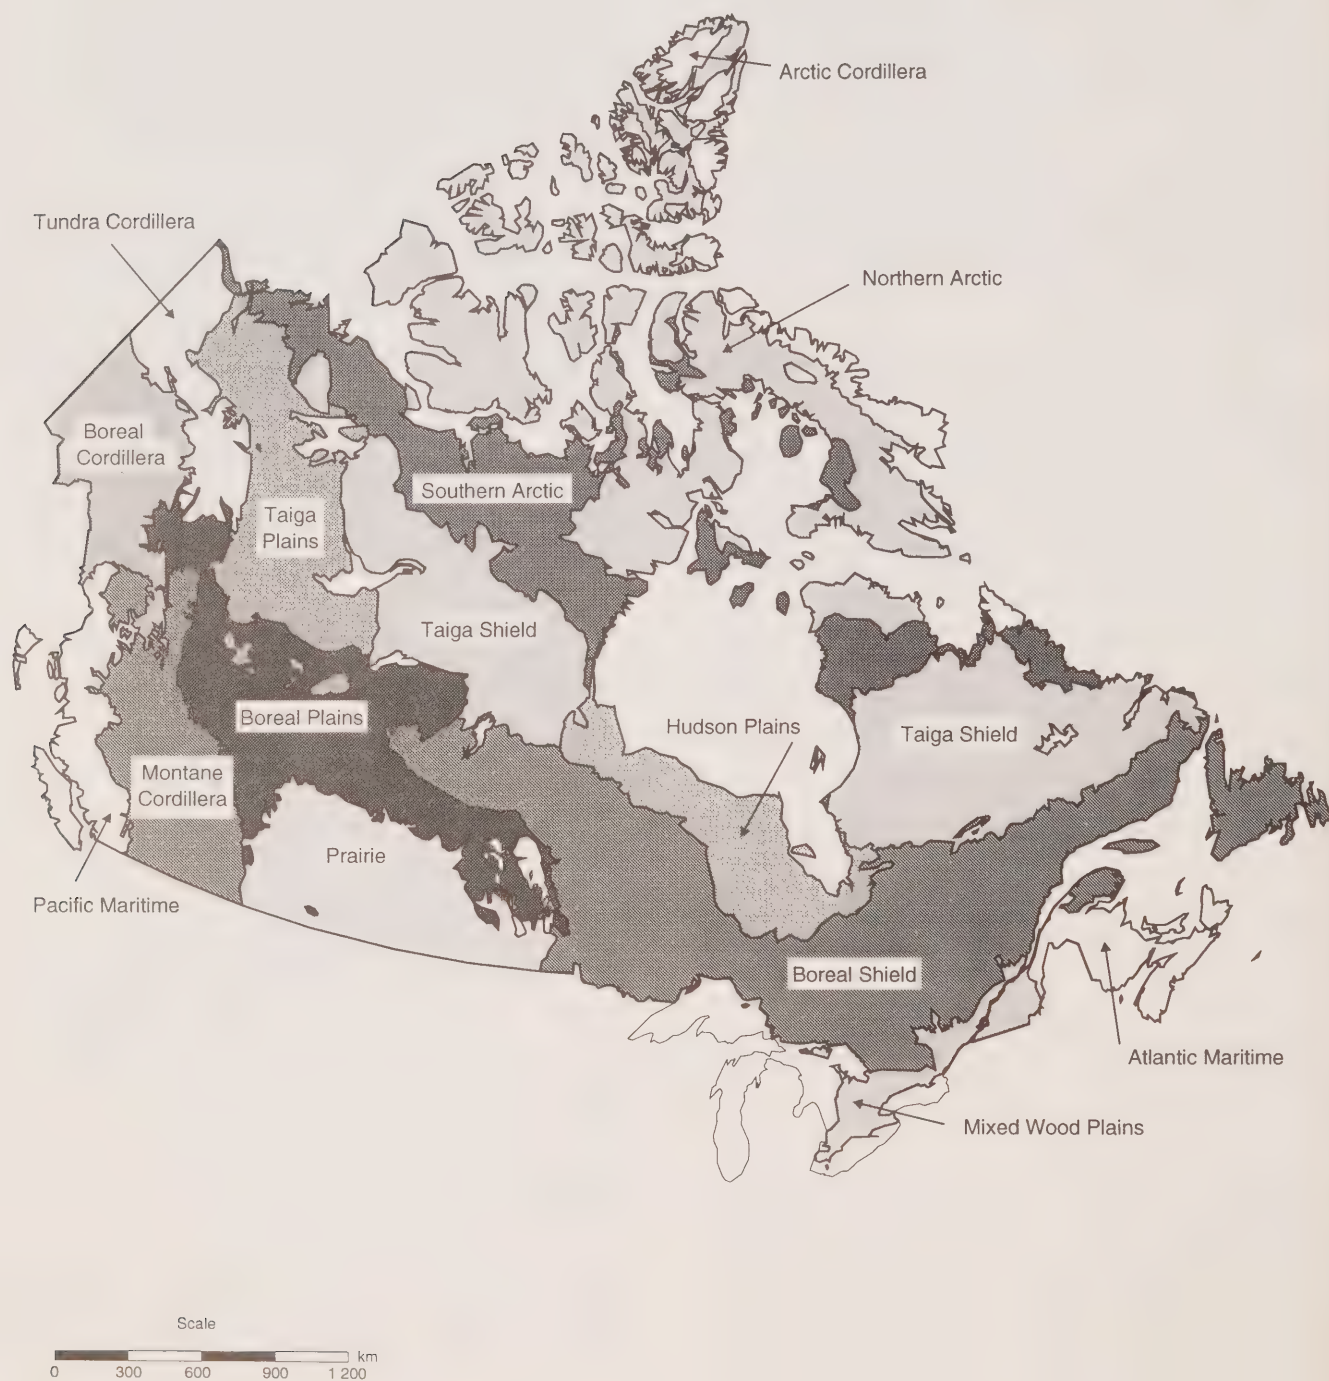 Arctic Cordillera
Tundra Cordillera
Northern Arctic
Boreal
Cordillera
Southern Arctic
Taiga
Plains
Taiga Shield
Hudson Plains
Taiga Shield
Boreal Plains
Montane
Cordillera
Prairie
Pacific Maritime
Boreal Shield
Atlantic Maritime
Mixed Wood Plains
Scale
km
0 300 600 900 1 200